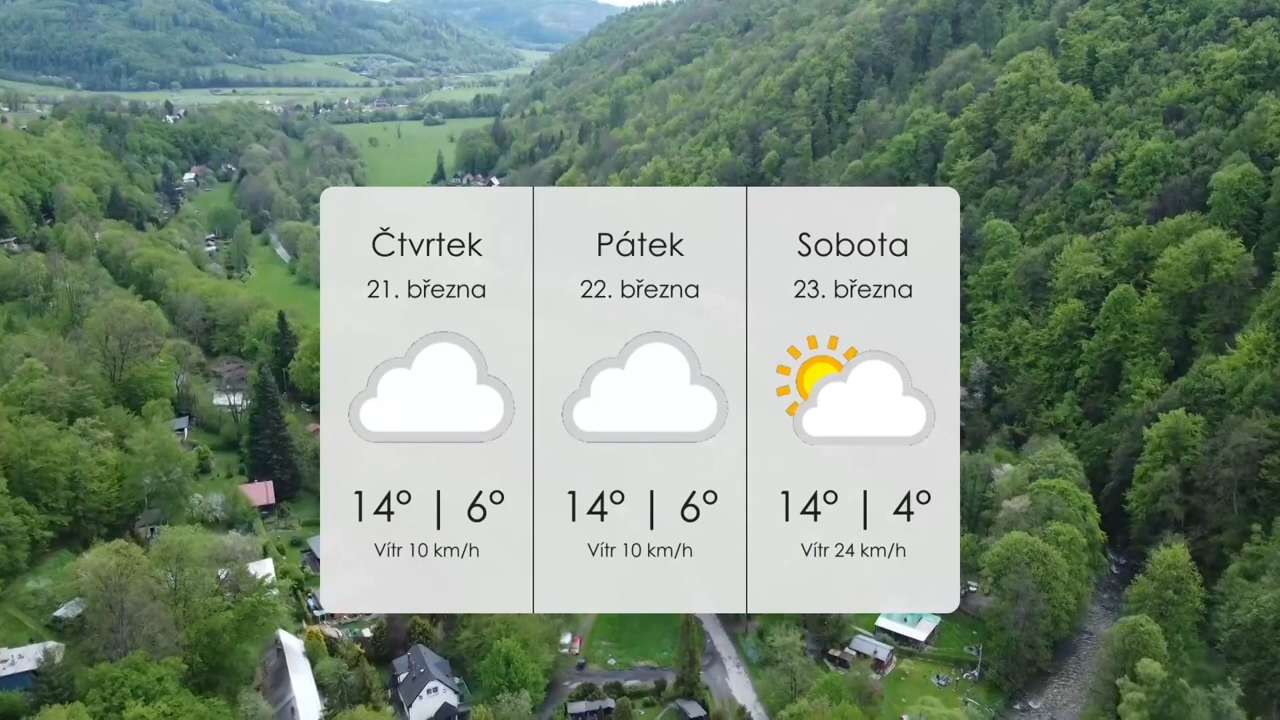 Čtvrtek
21. března
14° | 6°
Vítr 10 km/h
Pátek
22. března
14° | 6°
Vítr 10 km/h
Sobota
23. března
14° | 4°
Vítr 24 km/h